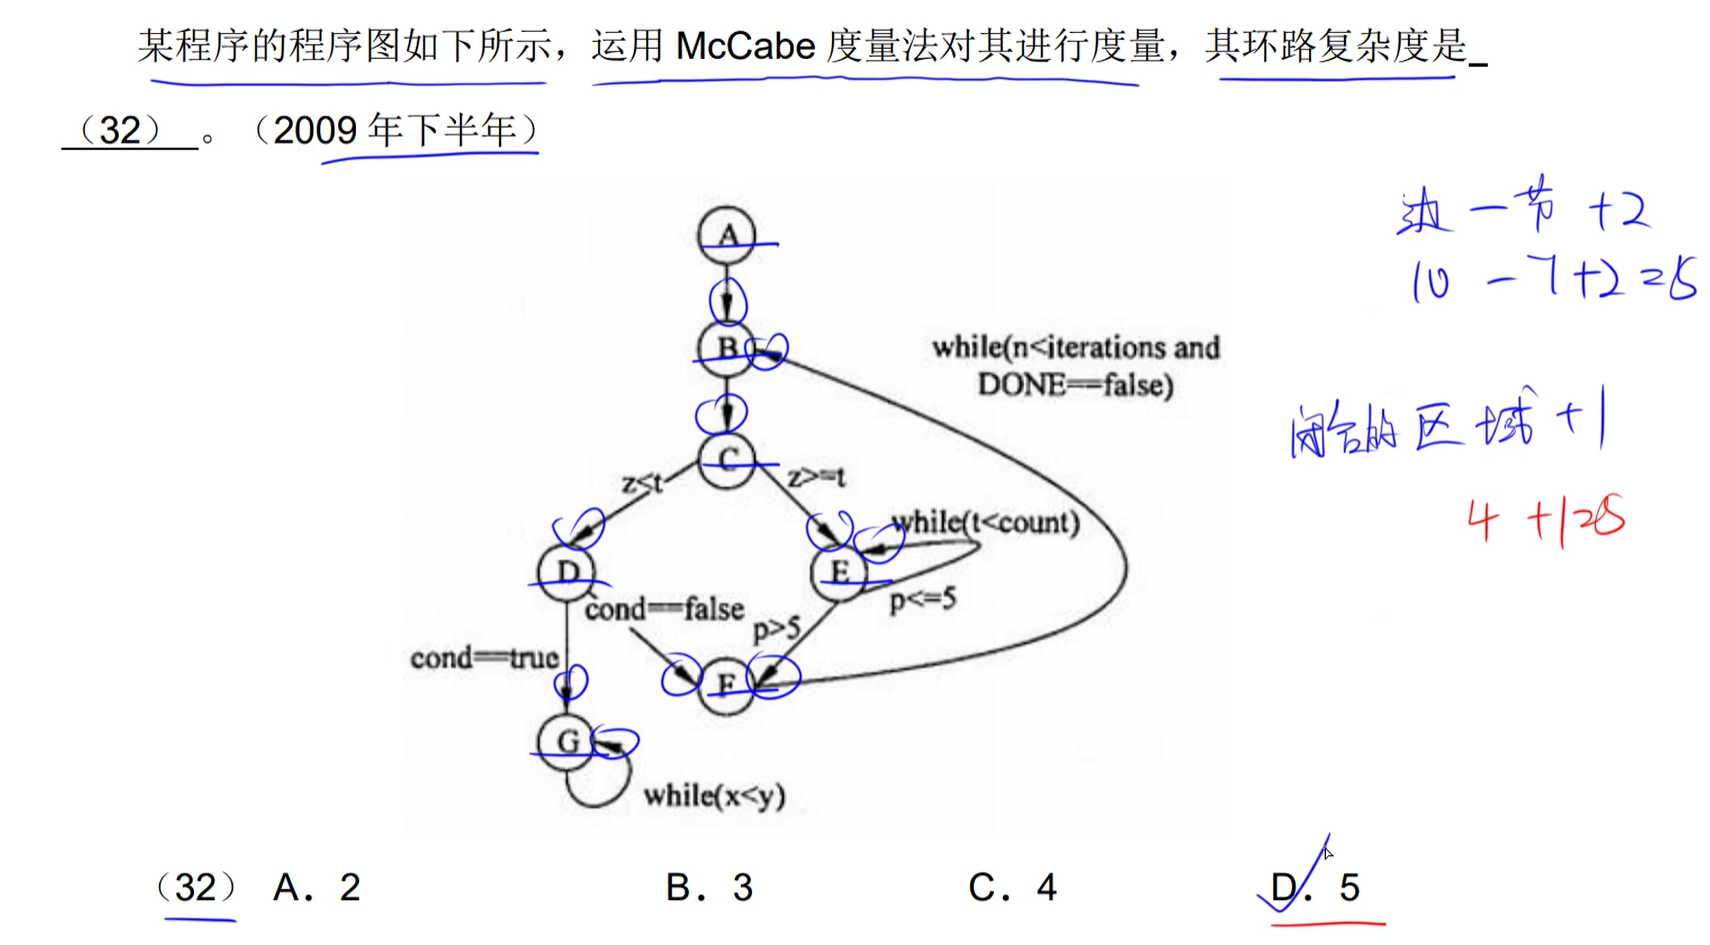 某程序的程序图如下所示，运用 McCabe 度量法对其进行度量，其环路复杂度是_
（32） 。（2009 年下半年）
A
边 - 节 +2
10 - 7+2=5
B
while(n<iterations and
DONE==false)
闭合的区域+1
C
z<t
z>=t
4 +1=5
while(t<count)
D
E
cond==false
p<=5
p>5
cond==true
F
G
while(x<y)
（32） A. 2 B. 3 C. 4 D. 5